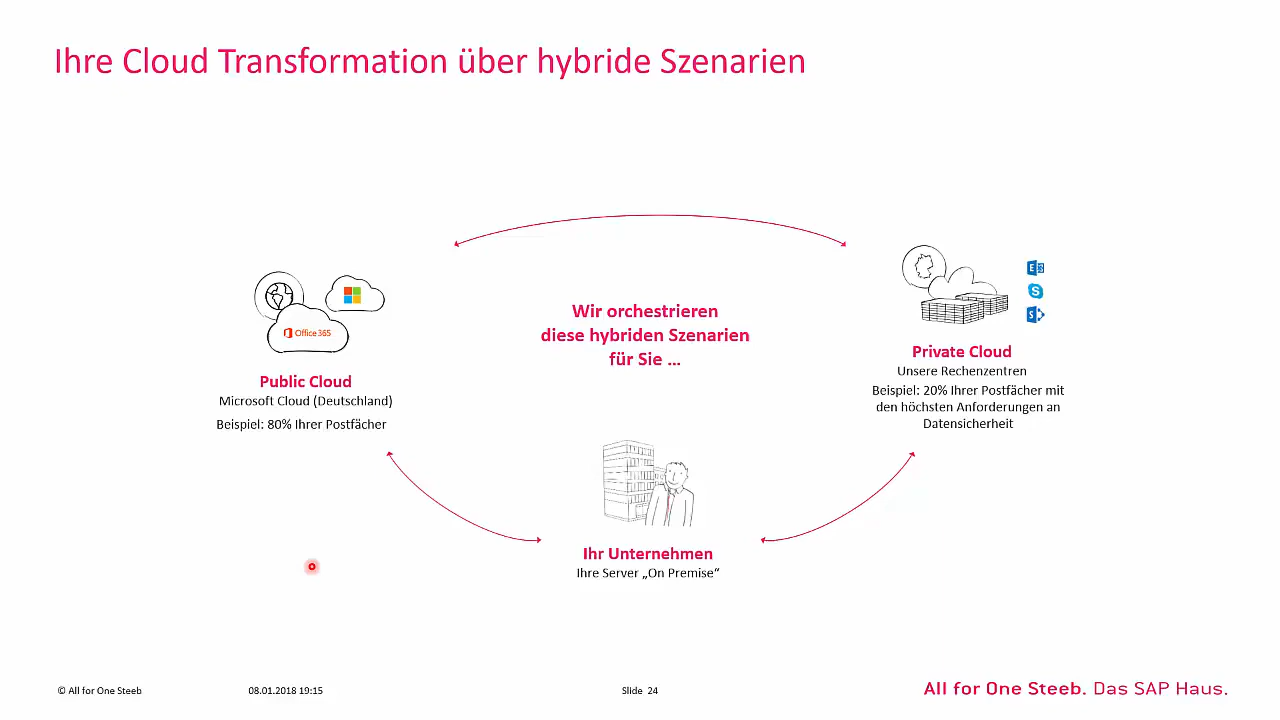 Ihre Cloud Transformation über hybride Szenarien
Office 365
Public Cloud
Microsoft Cloud (Deutschland)
Beispiel: 80% Ihrer Postfächer
Wir orchestrieren
diese hybriden Szenarien
für Sie ...
E
S
S
Private Cloud
Unsere Rechenzentren
Beispiel: 20% Ihrer Postfächer mit
den höchsten Anforderungen an
Datensicherheit
Ihr Unternehmen
Ihre Server „On Premise“
© All for One Steeb
08.01.2018 19:15
Slide 24
All for One Steeb. Das SAP Haus.